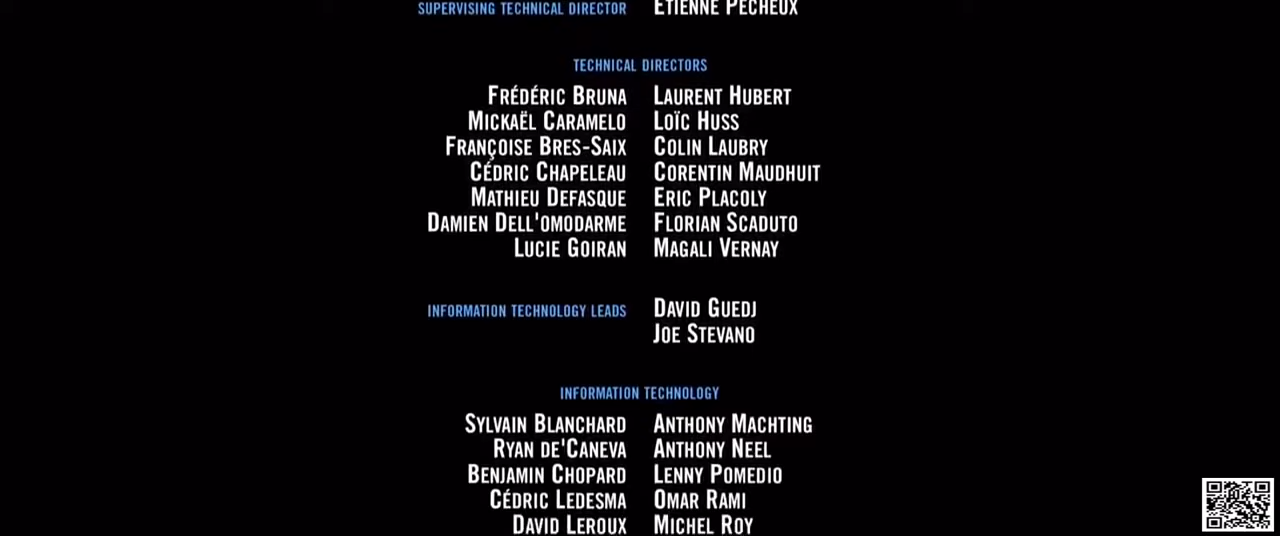 SUPERVISING TECHNICAL DIRECTOR ETIENNE PECHEUX
TECHNICAL DIRECTORS
FRÉDÉRIC BRUNA LAURENT HUBERT
MICKAËL CARAMELO LOÏC HUSS
FRANÇOISE BRES-SAIX COLIN LAUBRY
CÉDRIC CHAPELEAU CORENTIN MAUDHUIT
MATHIEU DEFASQUE ERIC PLACOLY
DAMIEN DELL'OMODARME FLORIAN SCADUTO
LUCIE GOIRAN MAGALI VERNAY
INFORMATION TECHNOLOGY LEADS DAVID GUEDJ
JOE STEVANO
INFORMATION TECHNOLOGY
SYLVAIN BLANCHARD ANTHONY MACHTING
RYAN DE'CANEVA ANTHONY NEEL
BENJAMIN CHOPARD LENNY POMEDIO
CÉDRIC LEDESMA OMAR RAMI
DAVID LEROUX MICHEL ROY